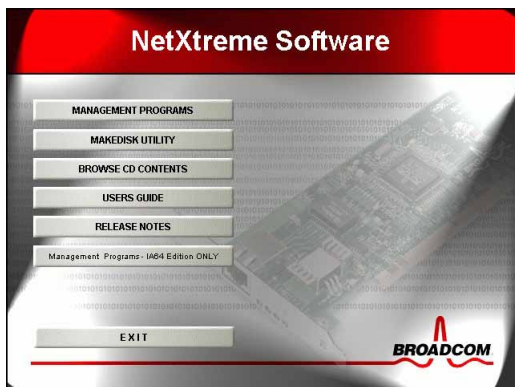 NetXtreme Software
MANAGEMENT PROGRAMS
MAKEDISK UTILITY
BROWSE CD CONTENTS
USERS GUIDE
RELEASE NOTES
Management Programs - IA64 Edition ONLY
EXIT
BROADCOM